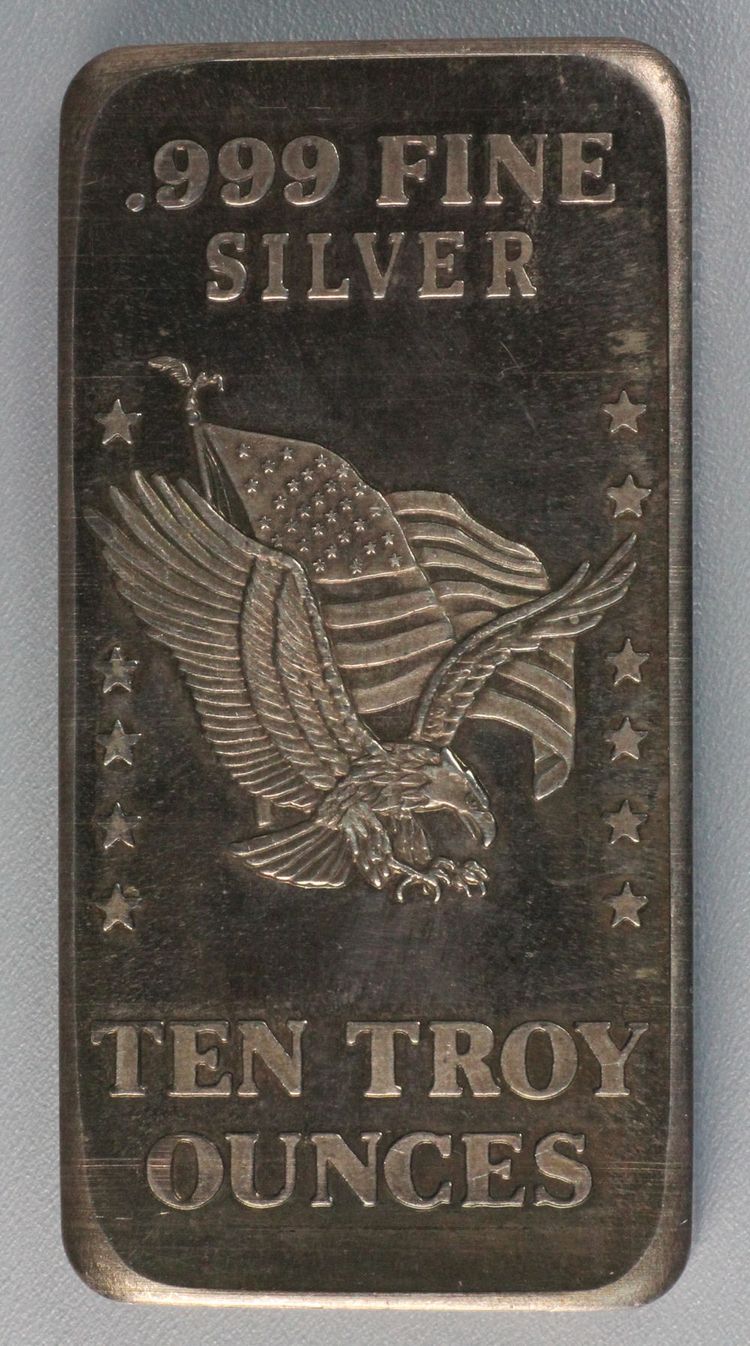 .999 FINE
SILVER
TEN TROY
OUNCES